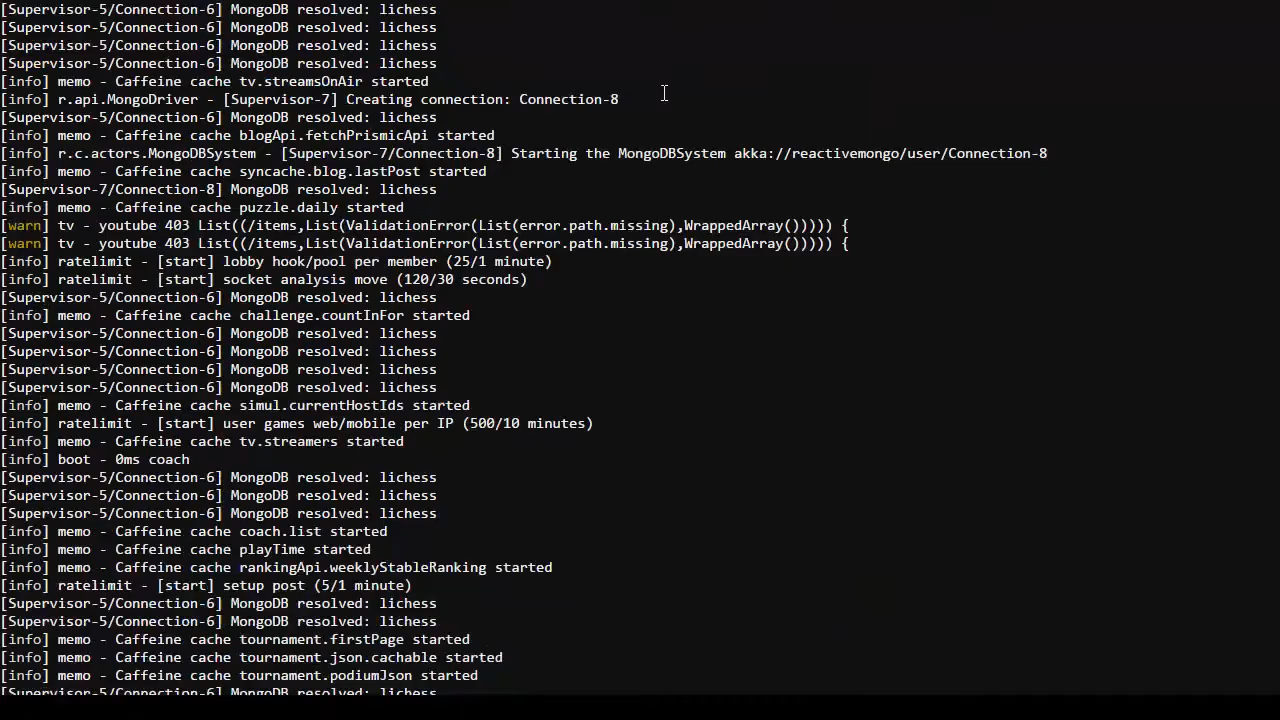 [Supervisor-5/Connection-6] MongoDB resolved: lichess
[Supervisor-5/Connection-6] MongoDB resolved: lichess
[Supervisor-5/Connection-6] MongoDB resolved: lichess
[Supervisor-5/Connection-6] MongoDB resolved: lichess
[info] memo - Caffeine cache tv.streamsOnAir started
[info] r.api.MongoDriver - [Supervisor-7] Creating connection: Connection-8
[Supervisor-5/Connection-6] MongoDB resolved: lichess
[info] memo - Caffeine cache blogApi.fetchPrismicApi started
[info] r.c.actors.MongoDBSystem - [Supervisor-7/Connection-8] Starting the MongoDBSystem akka://reactivemongo/user/Connection-8
[info] memo - Caffeine cache syncache.blog.lastPost started
[Supervisor-7/Connection-8] MongoDB resolved: lichess
[info] memo - Caffeine cache puzzle.daily started
[warn] tv - youtube 403 List((/items,List(ValidationError(List(error.path.missing),WrappedArray())))) {
[warn] tv - youtube 403 List((/items,List(ValidationError(List(error.path.missing),WrappedArray())))) {
[info] ratelimit - [start] lobby hook/pool per member (25/1 minute)
[info] ratelimit - [start] socket analysis move (120/30 seconds)
[Supervisor-5/Connection-6] MongoDB resolved: lichess
[info] memo - Caffeine cache challenge.countInFor started
[Supervisor-5/Connection-6] MongoDB resolved: lichess
[Supervisor-5/Connection-6] MongoDB resolved: lichess
[Supervisor-5/Connection-6] MongoDB resolved: lichess
[Supervisor-5/Connection-6] MongoDB resolved: lichess
[info] memo - Caffeine cache simul.currentHostIds started
[info] ratelimit - [start] user games web/mobile per IP (500/10 minutes)
[info] memo - Caffeine cache tv.streamers started
[info] boot - 0ms coach
[Supervisor-5/Connection-6] MongoDB resolved: lichess
[Supervisor-5/Connection-6] MongoDB resolved: lichess
[Supervisor-5/Connection-6] MongoDB resolved: lichess
[info] memo - Caffeine cache coach.list started
[info] memo - Caffeine cache playTime started
[info] memo - Caffeine cache rankingApi.weeklyStableRanking started
[info] ratelimit - [start] setup post (5/1 minute)
[Supervisor-5/Connection-6] MongoDB resolved: lichess
[Supervisor-5/Connection-6] MongoDB resolved: lichess
[info] memo - Caffeine cache tournament.firstPage started
[info] memo - Caffeine cache tournament.json.cachable started
[info] memo - Caffeine cache tournament.podiumJson started
[Supervisor-5/Connection-6] MongoDB resolved: lichess